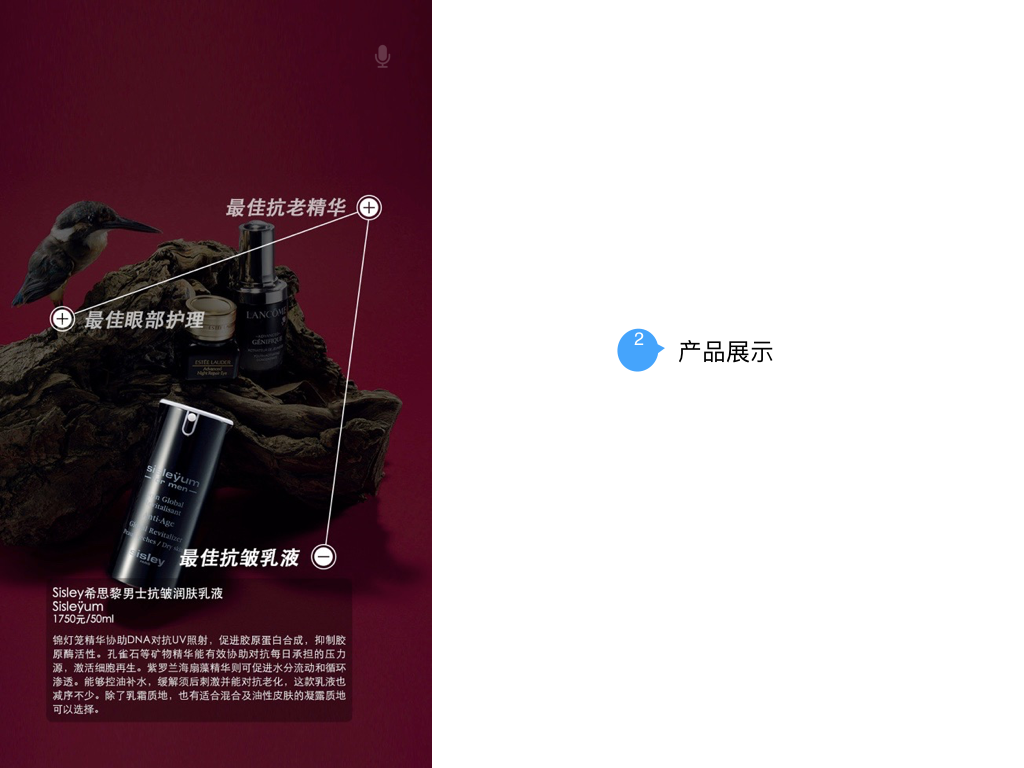 最佳抗老精华
最佳眼部护理
LANCÔME
GÉNIFIQUE
ESTÉE LAUDER
Advanced
Night Repair Eye
sisleÿum
for men
Anti-Age
sisley
最佳抗皱乳液
Sisley希思黎男士抗皱润肤乳液
Sisleÿum
1750元/50ml
锦灯笼精华协助DNA对抗UV照射，促进胶原蛋白合成，抑制胶
原酶活性。孔雀石等矿物精华能有效协助对抗每日承担的压力
源，激活细胞再生。紫罗兰海扇藻精华则可促进水分流动和循环
渗透。能够控油补水，缓解须后刺激并能对抗老化，这款乳液也
减序不少。除了乳霜质地，也有适合混合及油性皮肤的凝露质地
可以选择。
2
产品展示